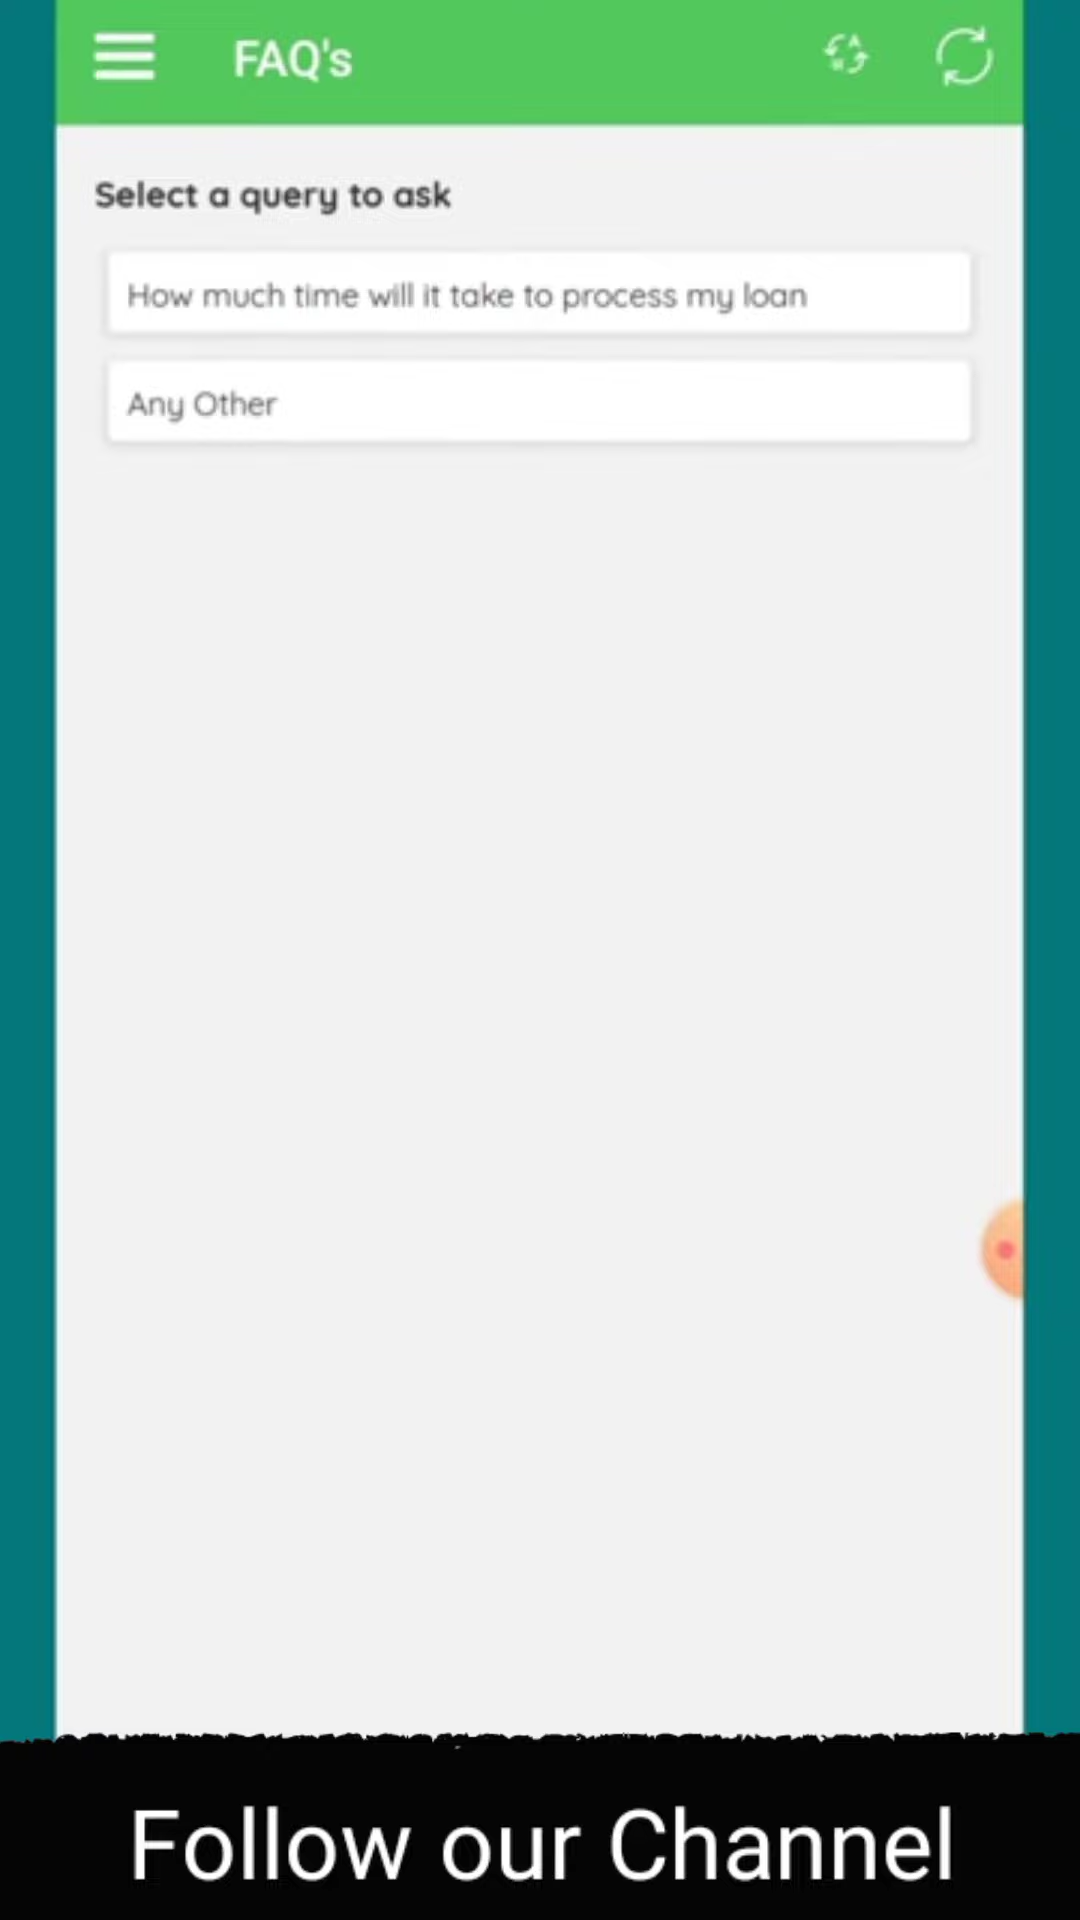 FAQ's
Select a query to ask
How much time will it take to process my loan
Any Other
Follow our Channel